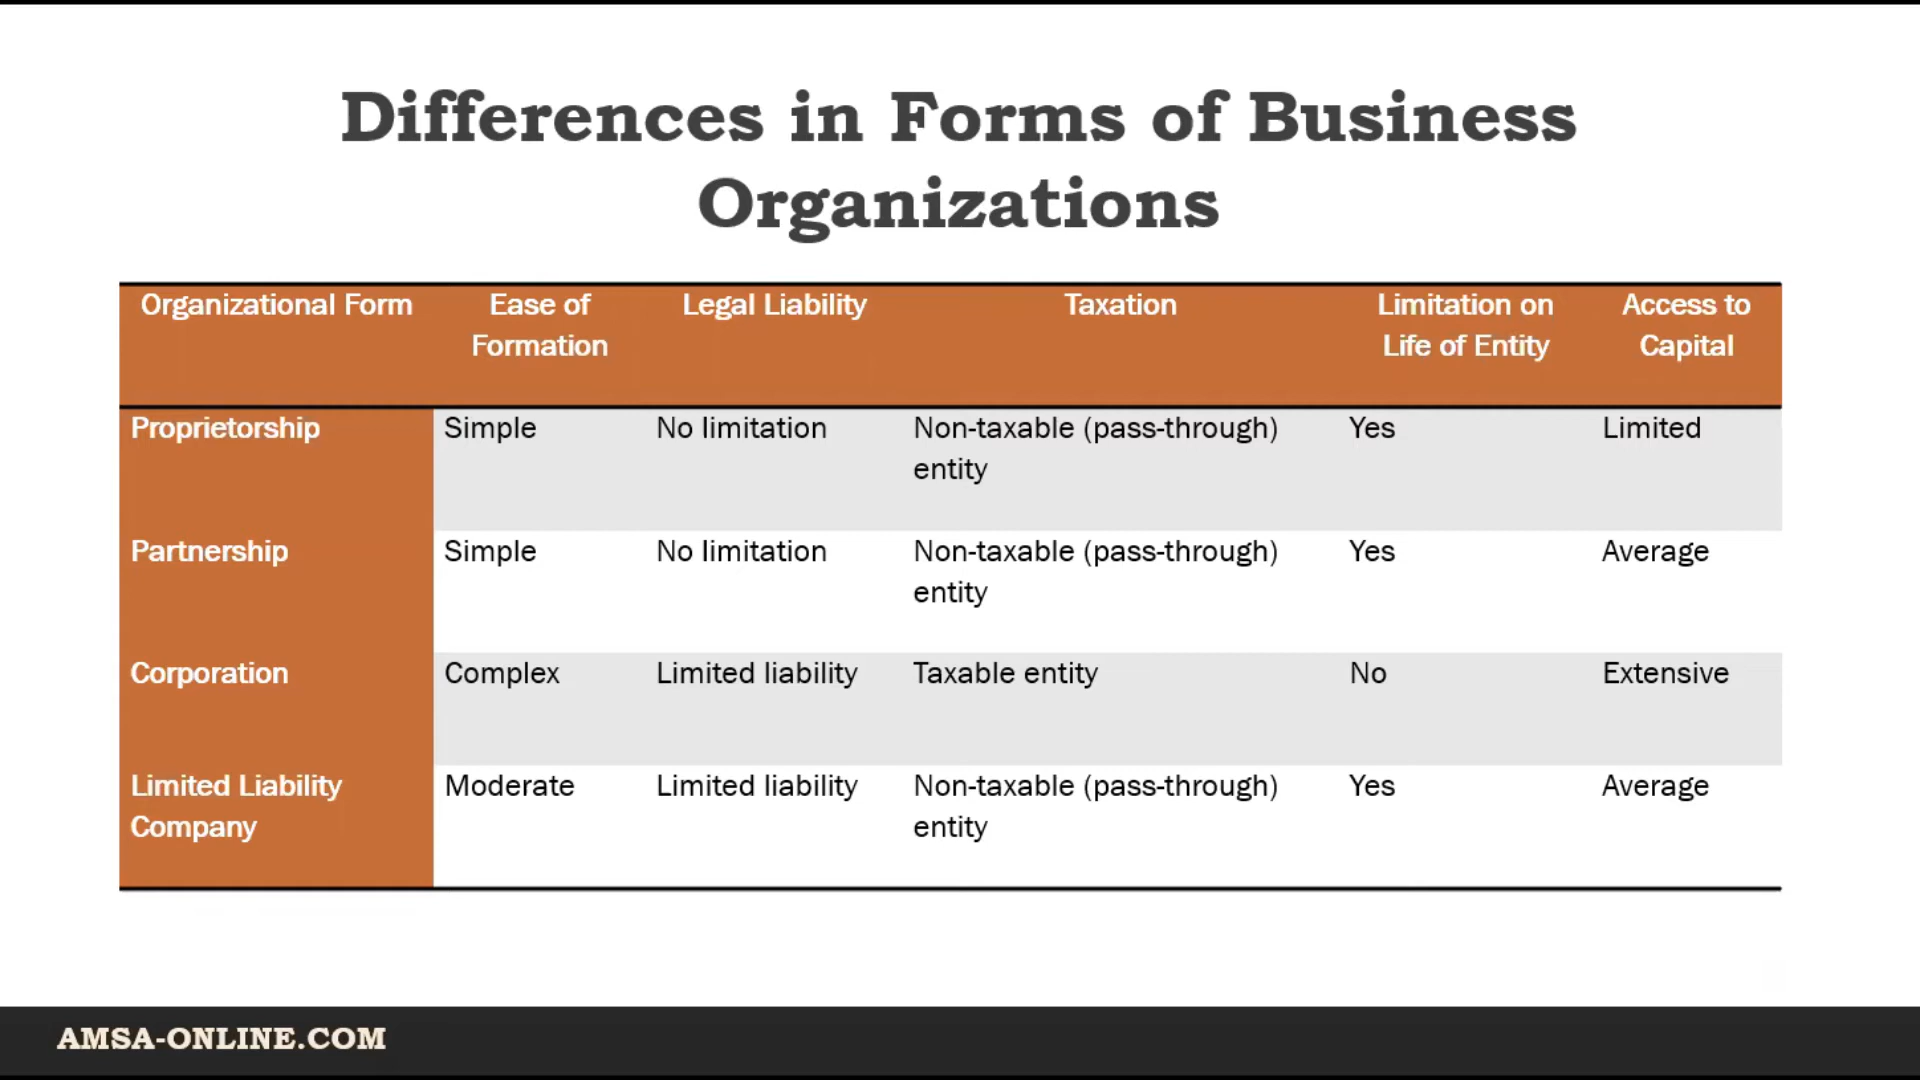 Differences in Forms of Business
Organizations
Organizational Form Ease of Formation Legal Liability Taxation Limitation on Life of Entity Access to Capital
Proprietorship Simple No limitation Non-taxable (pass-through) entity Yes Limited
Partnership Simple No limitation Non-taxable (pass-through) entity Yes Average
Corporation Complex Limited liability Taxable entity No Extensive
Limited Liability Company Moderate Limited liability Non-taxable (pass-through) entity Yes Average
AMSA-ONLINE.COM